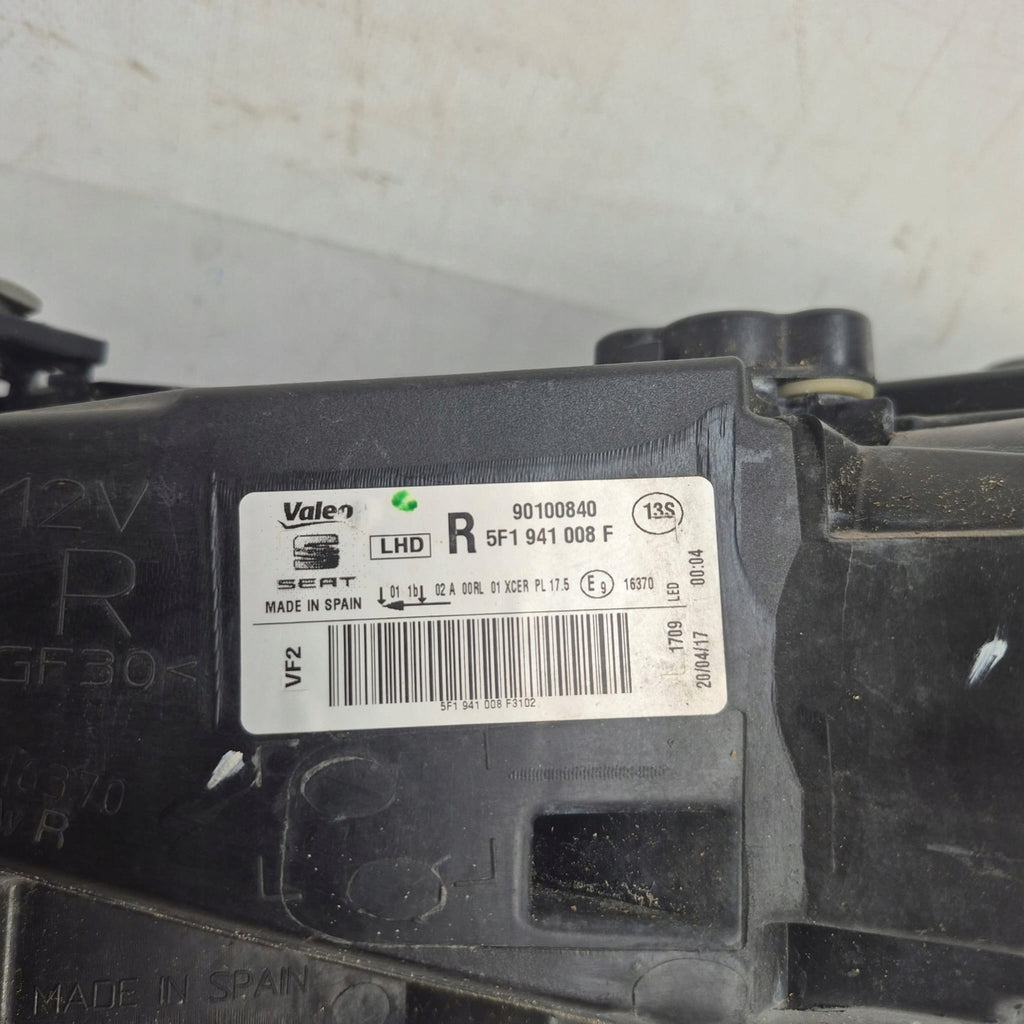 Valeo
SEAT
MADE IN SPAIN
LHD
R
90100840
5F1 941 008 F
13S
01 1b 02 A 00RL 01 XCER PL 17.5 E9 16370
LED 00:04
1709
20/04/17
VF2
5F1 941 008 F3102
12V
R
GF30<
16370
R
MADE IN SPAIN